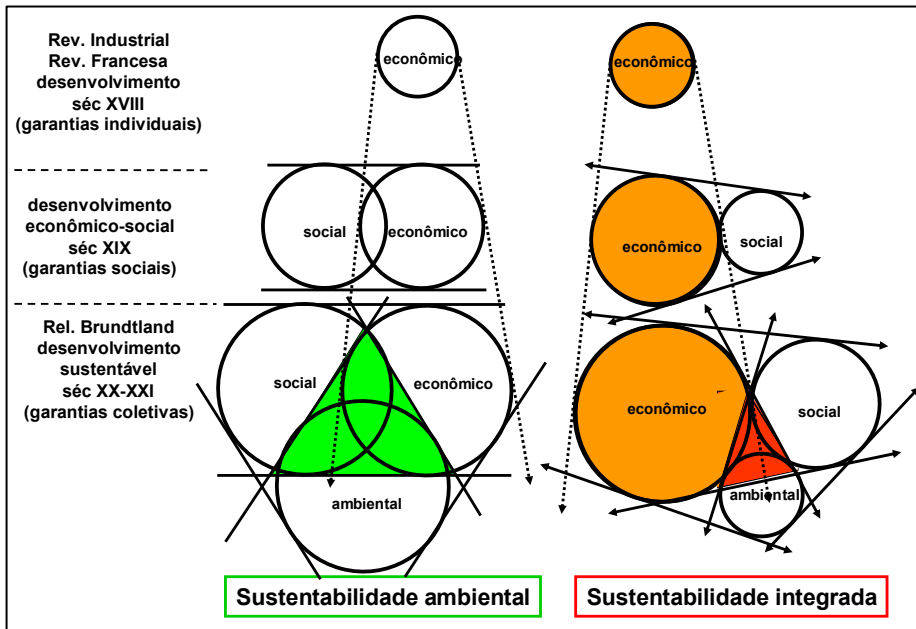 Rev. Industrial
Rev. Francesa
desenvolvimento
séc XVIII
(garantias individuais)
econômico
econômico
desenvolvimento
econômico-social
séc XIX
(garantias sociais)
social
econômico
econômico
social
Rel. Brundtland
desenvolvimento
sustentável
séc XX-XXI
(garantias coletivas)
social
econômico
ambiental
econômico
social
ambiental
Sustentabilidade ambiental
Sustentabilidade integrada